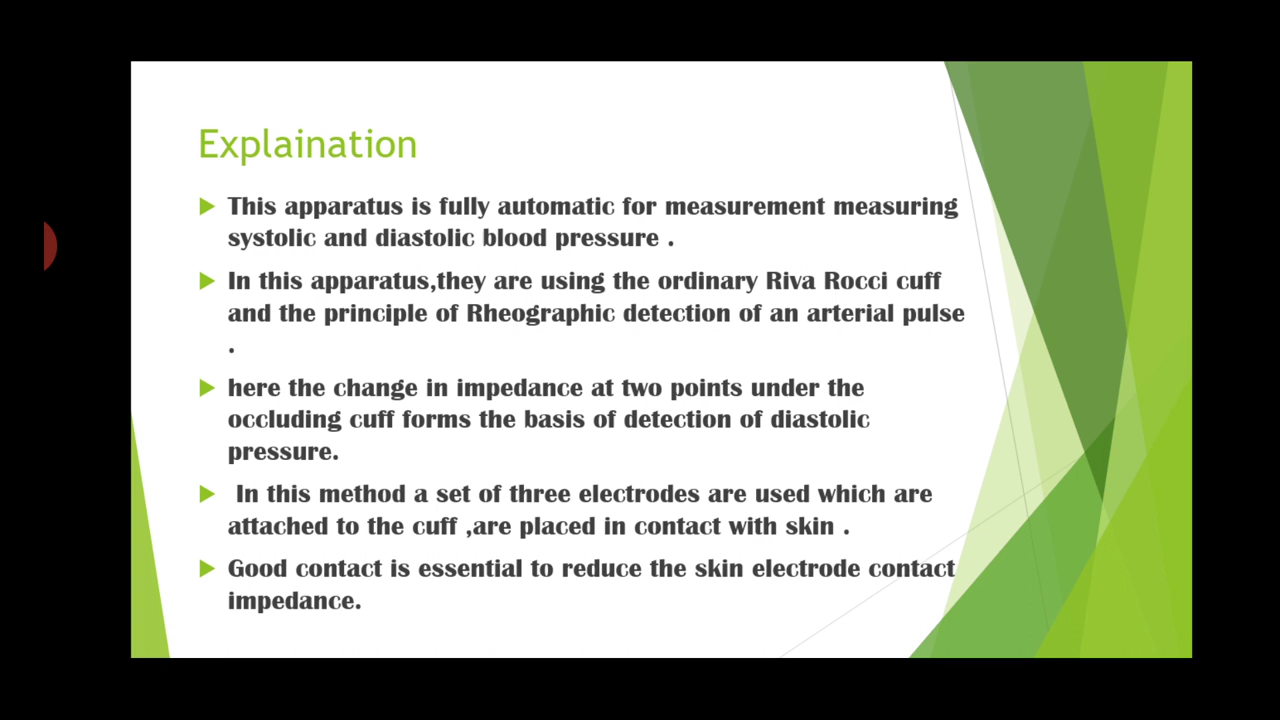 Explaination
This apparatus is fully automatic for measurement measuring
systolic and diastolic blood pressure .
In this apparatus,they are using the ordinary Riva Rocci cuff
and the principle of Rheographic detection of an arterial pulse
.
here the change in impedance at two points under the
occluding cuff forms the basis of detection of diastolic
pressure.
In this method a set of three electrodes are used which are
attached to the cuff ,are placed in contact with skin .
Good contact is essential to reduce the skin electrode contact
impedance.